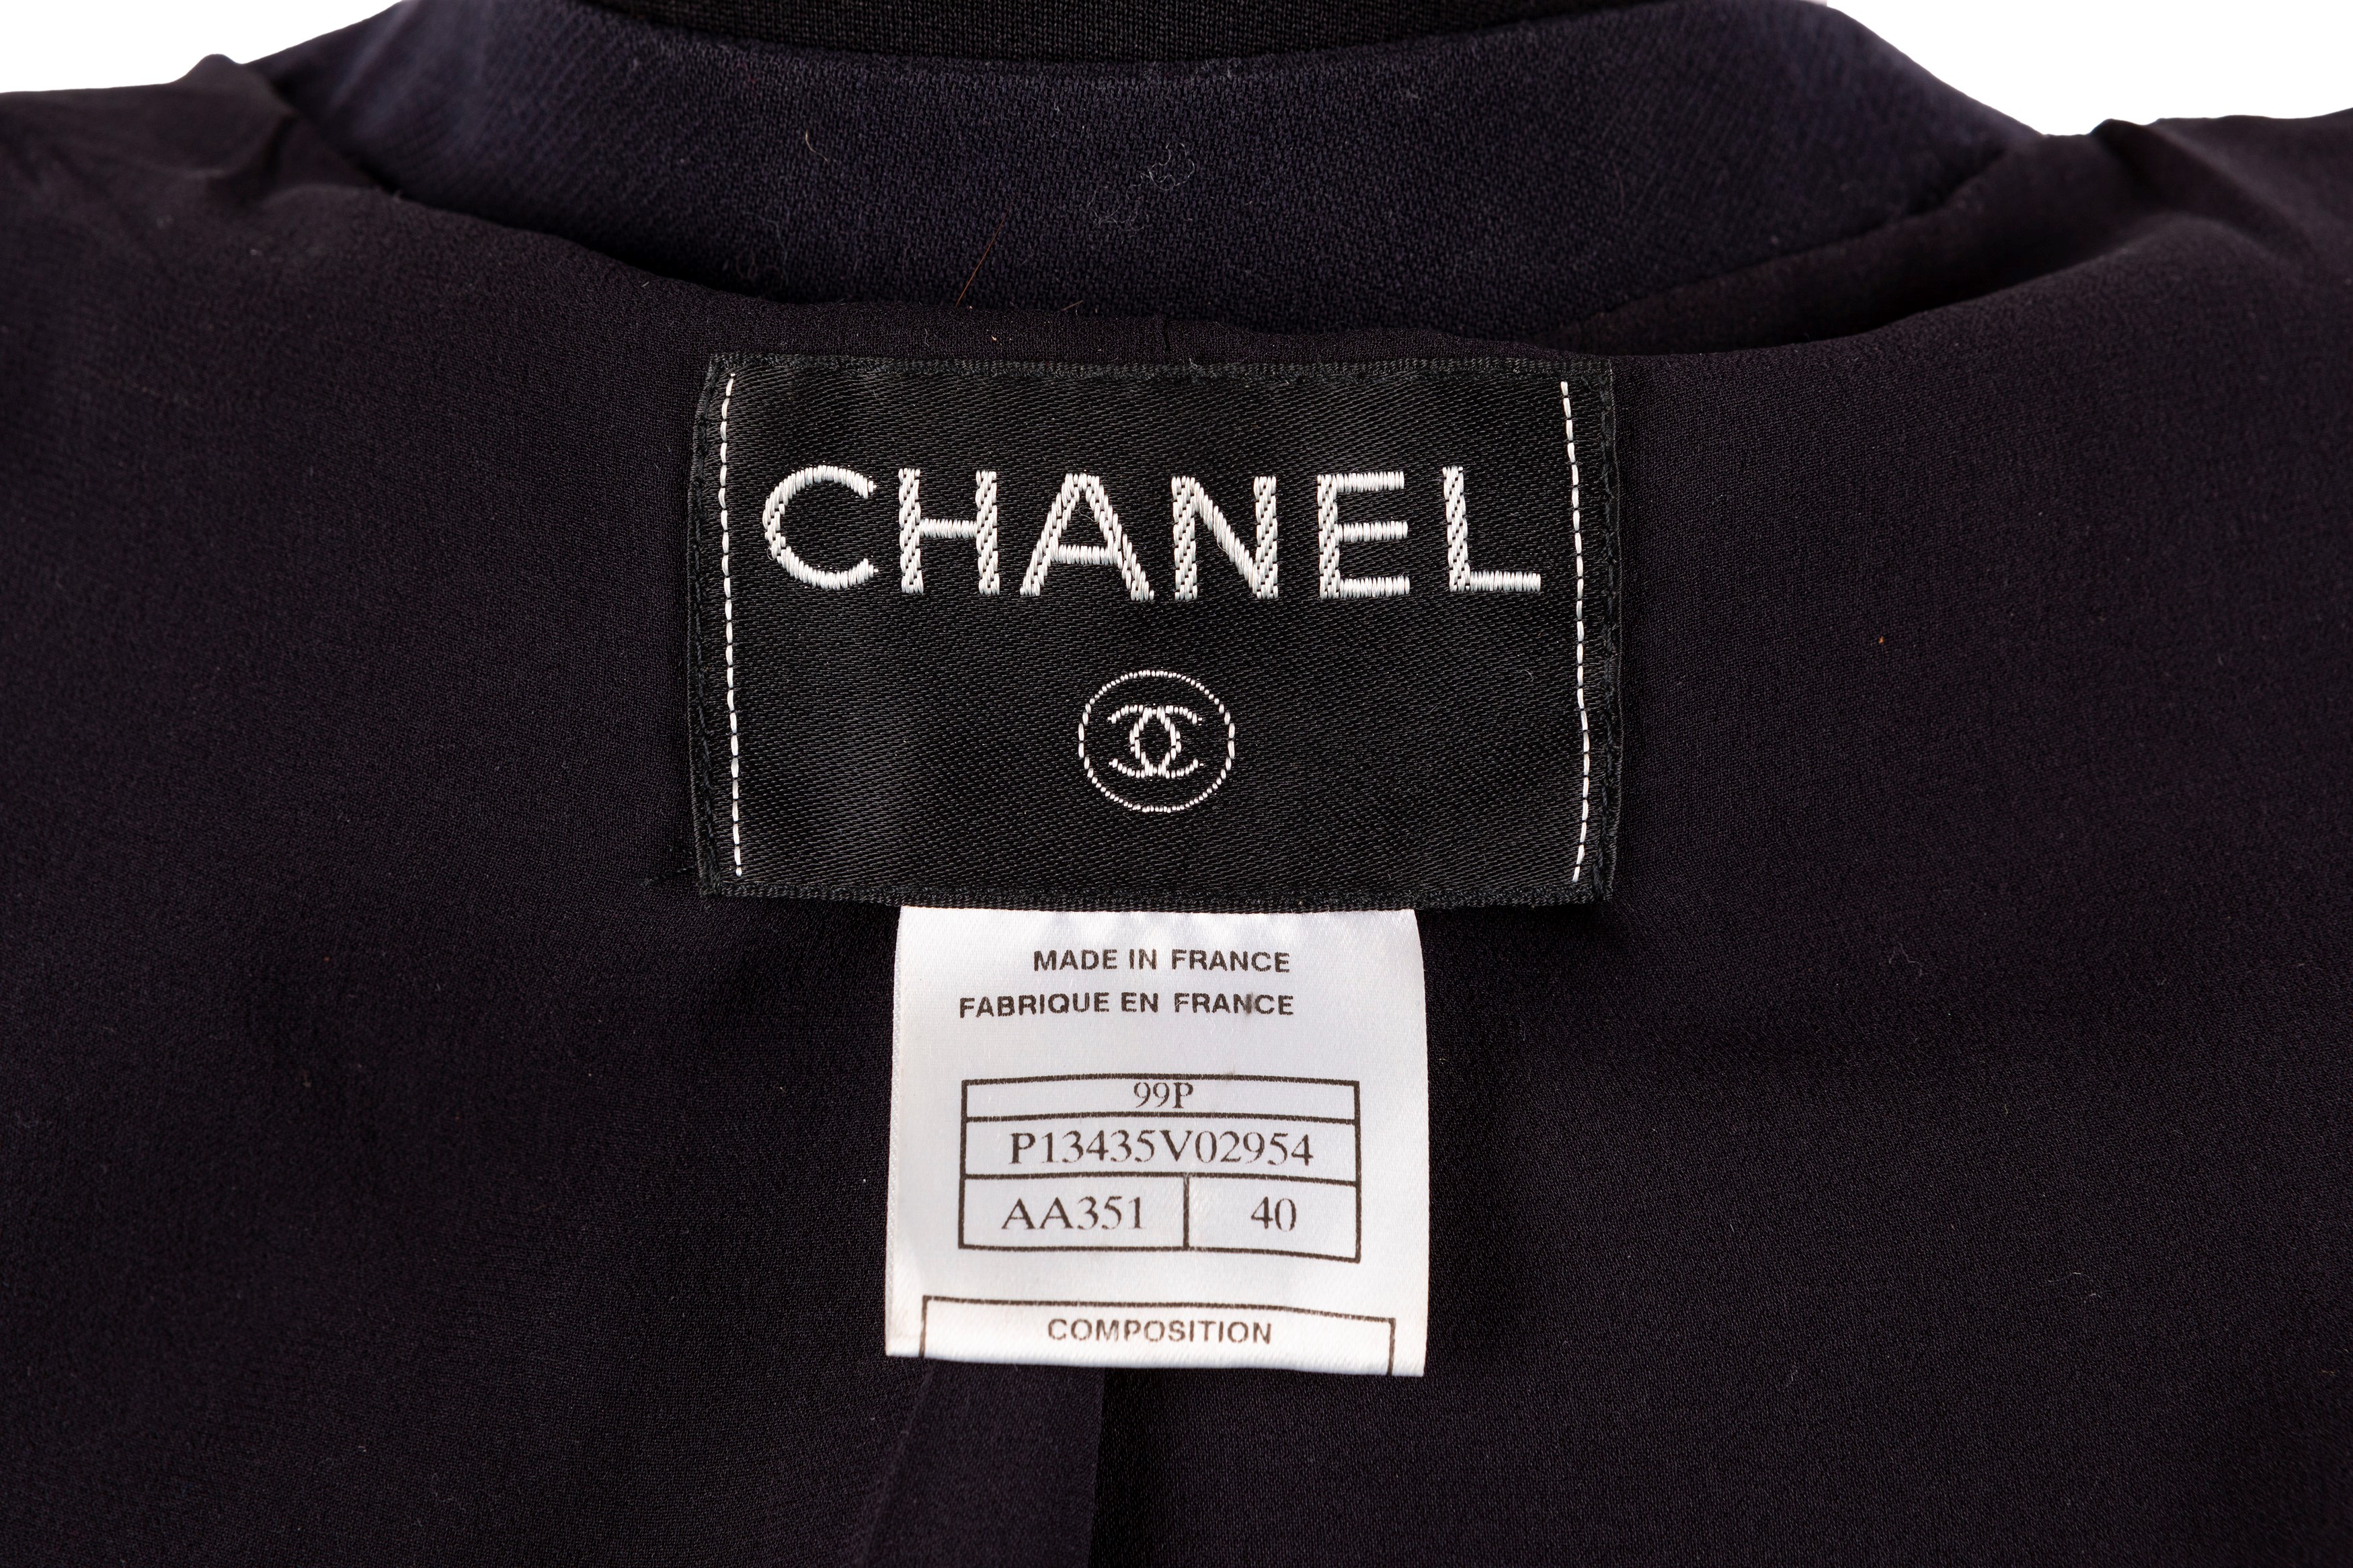 CHANEL
MADE IN FRANCE
FABRIQUE EN FRANCE
99P
P13435V02954
AA351 40
COMPOSITION